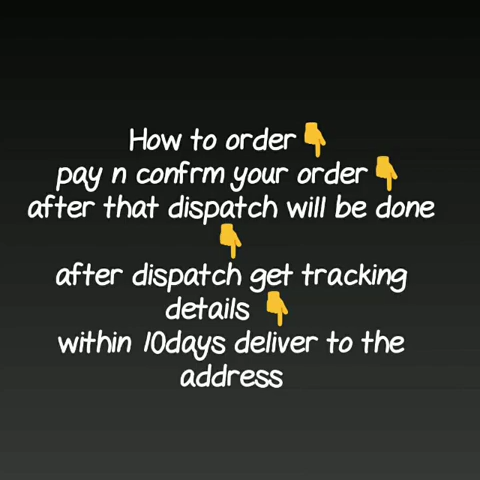 How to order👇
pay n confrm your order👇
after that dispatch will be done
👇
after dispatch get tracking
details 👇
within 10days deliver to the
address